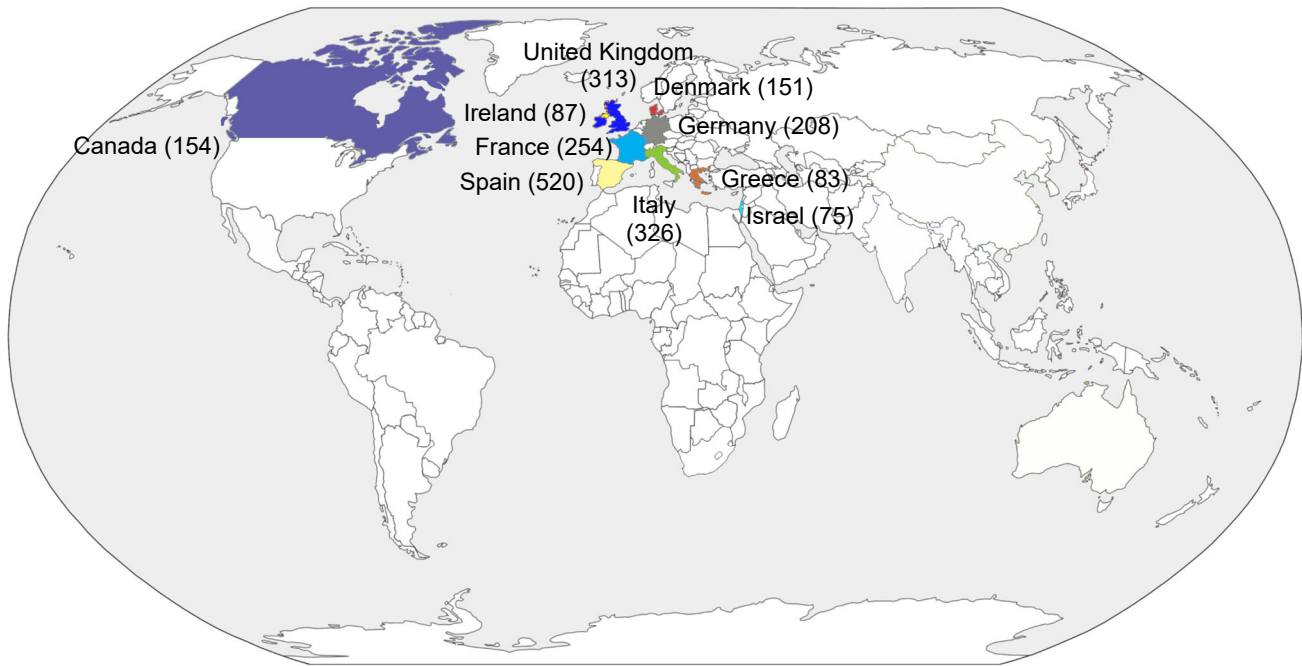 United Kingdom
(313)
Denmark (151)
Ireland (87)
Germany (208)
Canada (154)
France (254)
Spain (520)
Greece (83)
Italy
(326)
Israel (75)